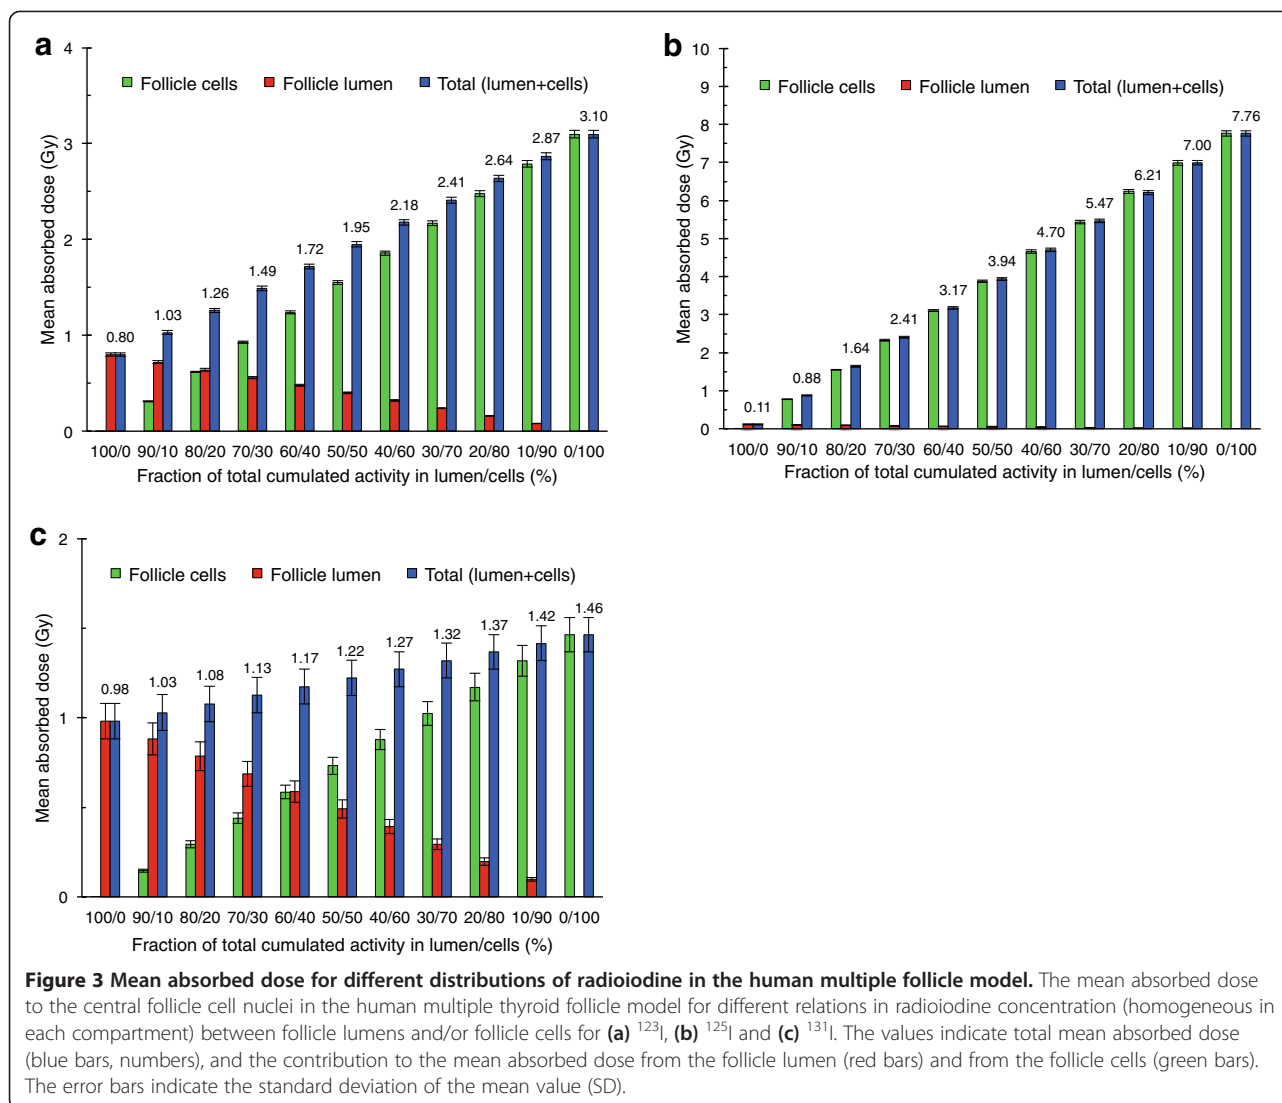 a
4
3
2
1
0
Mean absorbed dose (Gy)
Follicle cells Follicle lumen Total (lumen+cells)
0.80 1.03 1.26 1.49 1.72 1.95 2.18 2.41 2.64 2.87 3.10
100/0 90/10 80/20 70/30 60/40 50/50 40/60 30/70 20/80 10/90 0/100
Fraction of total cumulated activity in lumen/cells (%)
b
10
9
8
7
6
5
4
3
2
1
0
Mean absorbed dose (Gy)
Follicle cells Follicle lumen Total (lumen+cells)
0.11 0.88 1.64 2.41 3.17 3.94 4.70 5.47 6.21 7.00 7.76
100/0 90/10 80/20 70/30 60/40 50/50 40/60 30/70 20/80 10/90 0/100
Fraction of total cumulated activity in lumen/cells (%)
c
2
1
0
Mean absorbed dose (Gy)
Follicle cells Follicle lumen Total (lumen+cells)
0.98 1.03 1.08 1.13 1.17 1.22 1.27 1.32 1.37 1.42 1.46
100/0 90/10 80/20 70/30 60/40 50/50 40/60 30/70 20/80 10/90 0/100
Fraction of total cumulated activity in lumen/cells (%)
Figure 3 Mean absorbed dose for different distributions of radioiodine in the human multiple follicle model. The mean absorbed dose
to the central follicle cell nuclei in the human multiple thyroid follicle model for different relations in radioiodine concentration (homogeneous in
each compartment) between follicle lumens and/or follicle cells for (a) ¹²³I, (b) ¹²⁵I and (c) ¹³¹I. The values indicate total mean absorbed dose
(blue bars, numbers), and the contribution to the mean absorbed dose from the follicle lumen (red bars) and from the follicle cells (green bars).
The error bars indicate the standard deviation of the mean value (SD).